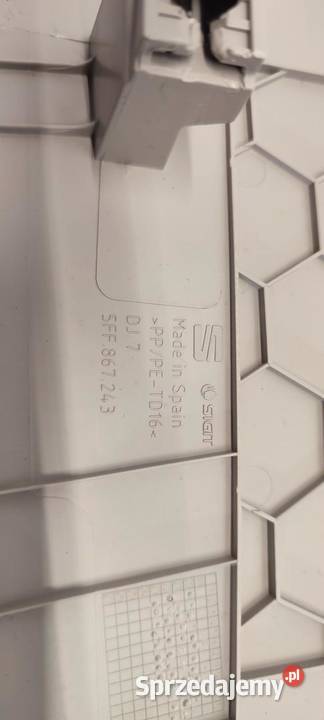 SIGIT
S
Made in Spain
>PP/PE-TD16<
DJ 7
5FF.867.243
Sprzedajemy.pl